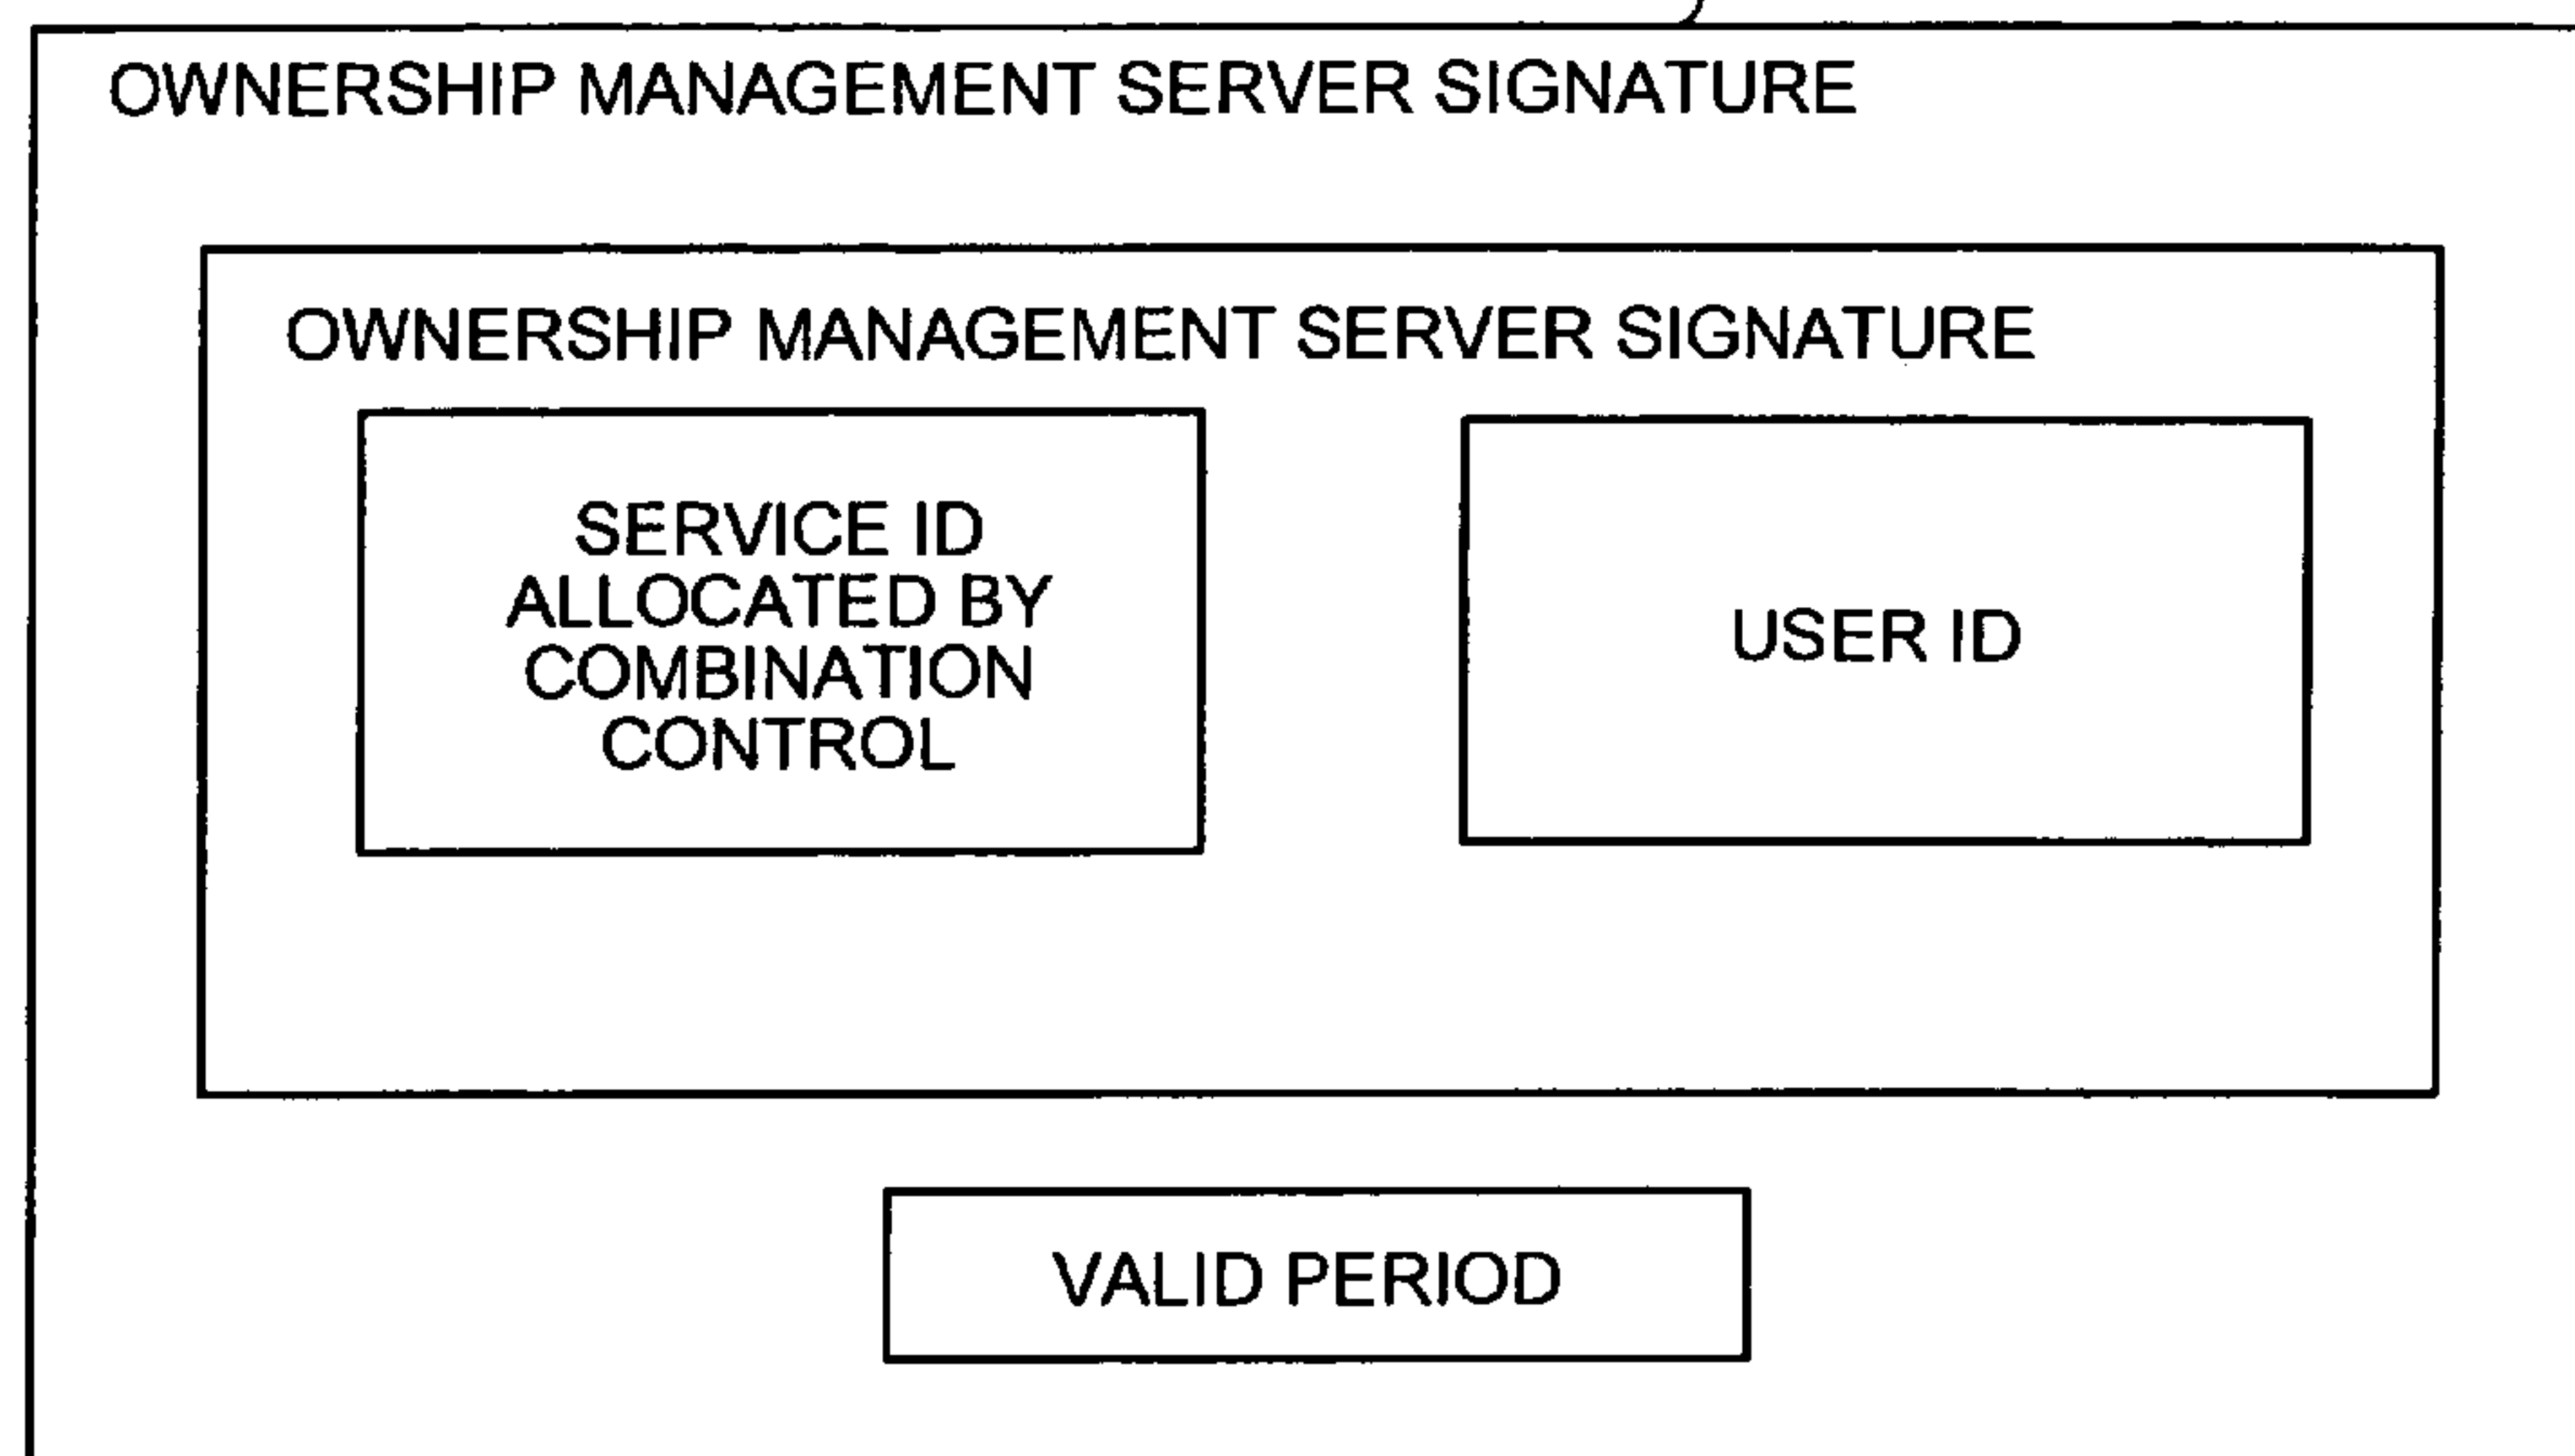 OWNERSHIP MANAGEMENT SERVER SIGNATURE
OWNERSHIP MANAGEMENT SERVER SIGNATURE
SERVICE ID
ALLOCATED BY
COMBINATION
CONTROL
USER ID
VALID PERIOD